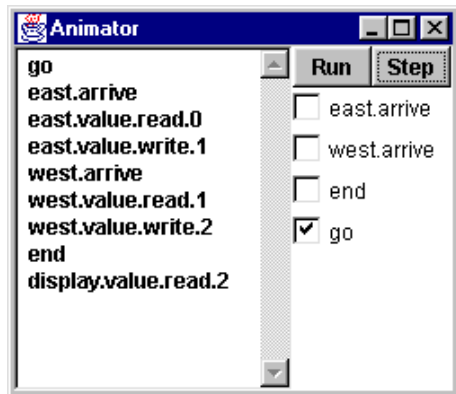 Animator
go
east.arrive
east.value.read.0
east.value.write.1
west.arrive
west.value.read.1
west.value.write.2
end
display.value.read.2
Run Step
east.arrive
west.arrive
end
go